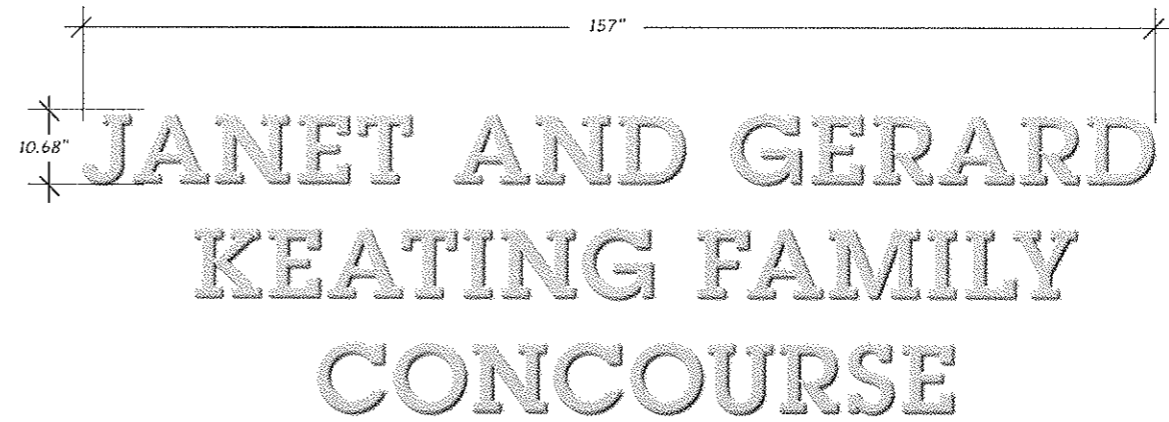 157"
10.68"
JANET AND GERARD
KEATING FAMILY
CONCOURSE